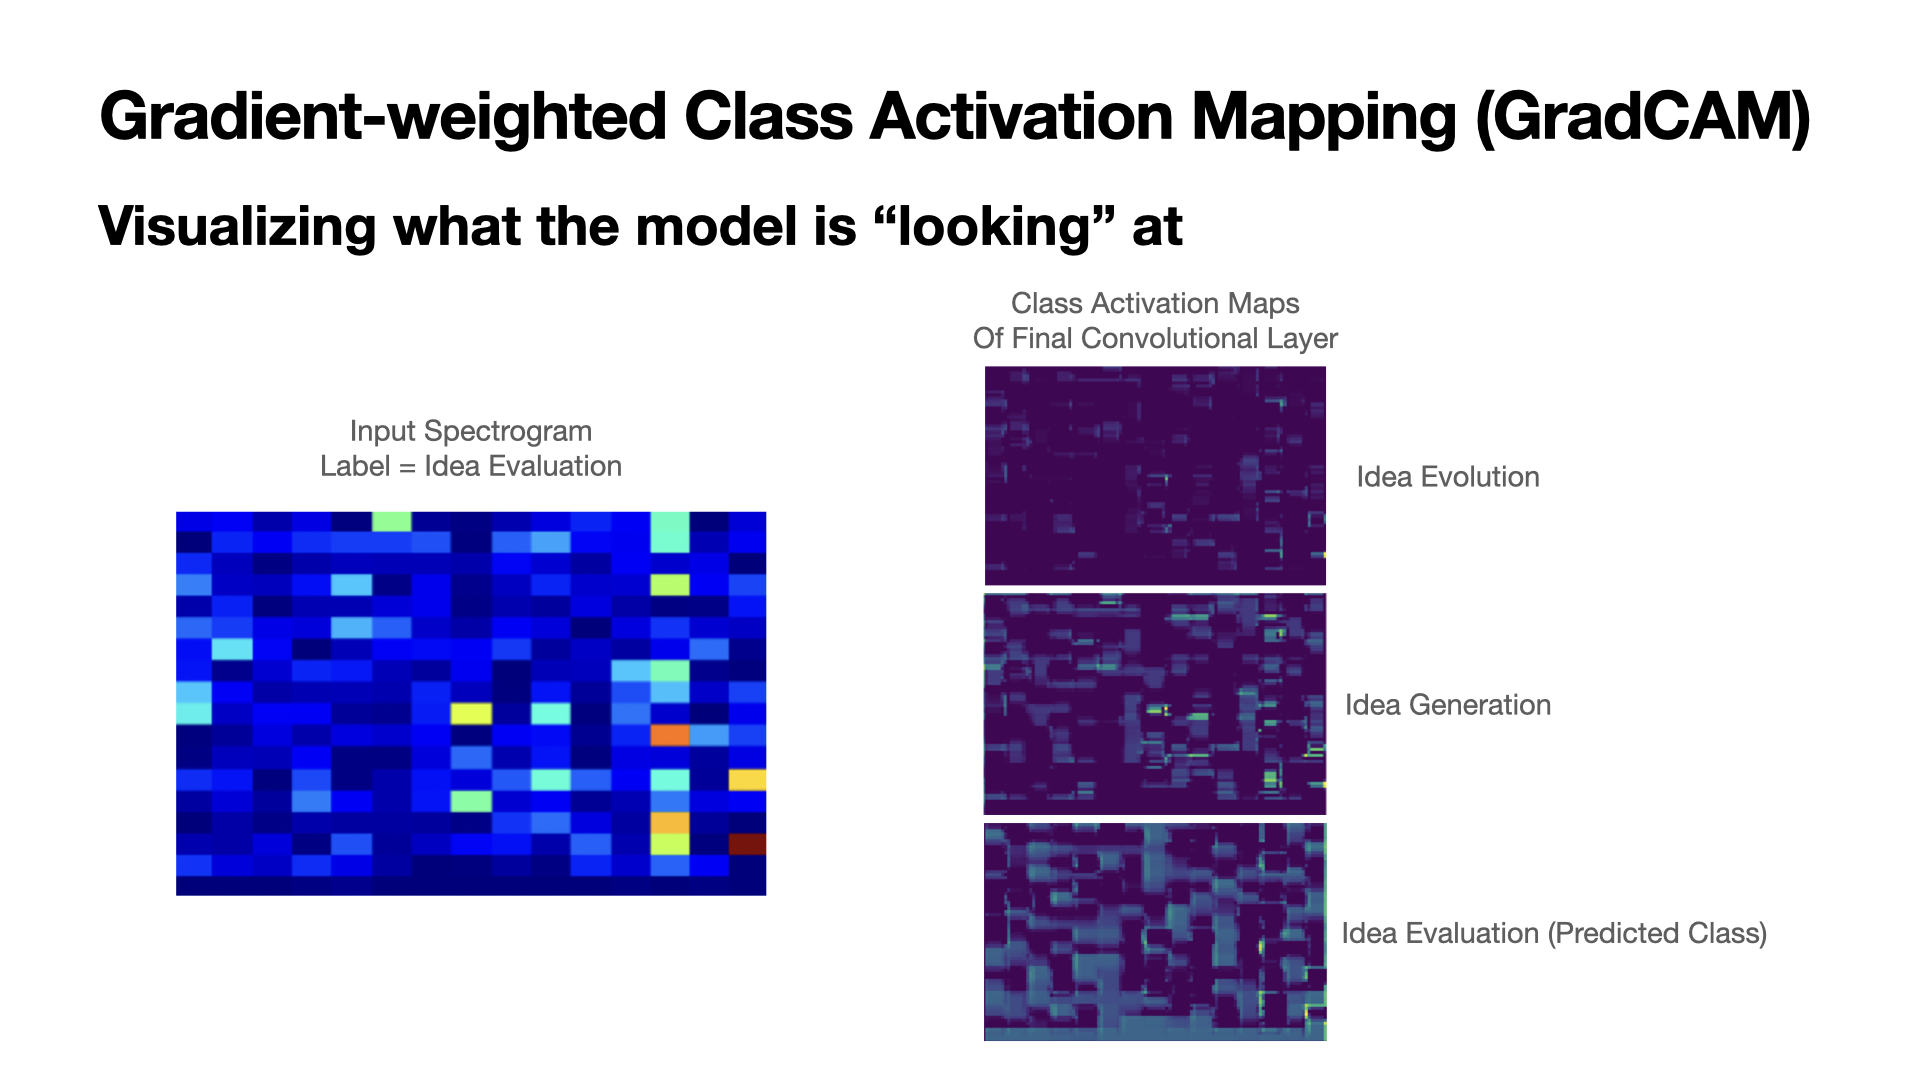 Gradient-weighted Class Activation Mapping (GradCAM)
Visualizing what the model is “looking” at
Class Activation Maps
Of Final Convolutional Layer
Input Spectrogram
Label = Idea Evaluation
Idea Evolution
Idea Generation
Idea Evaluation (Predicted Class)